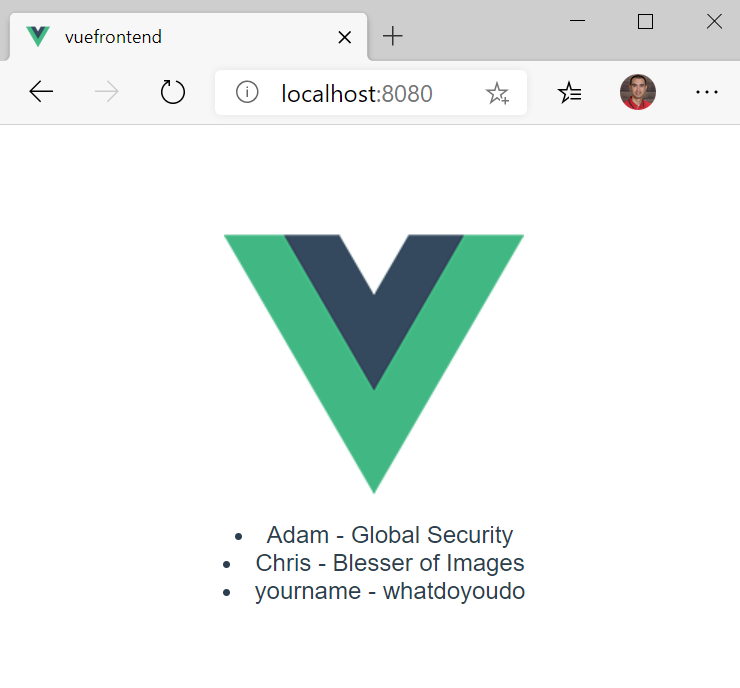 vuefrontend
localhost:8080
Adam - Global Security
Chris - Blesser of Images
yourname - whatdoyoudo